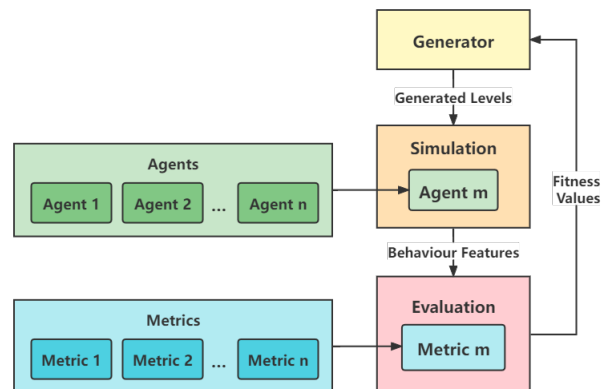 Generator
Generated Levels
Agents
Agent 1 Agent 2 ... Agent n
Simulation
Agent m
Fitness
Values
Behaviour Features
Metrics
Metric 1 Metric 2 ... Metric n
Evaluation
Metric m